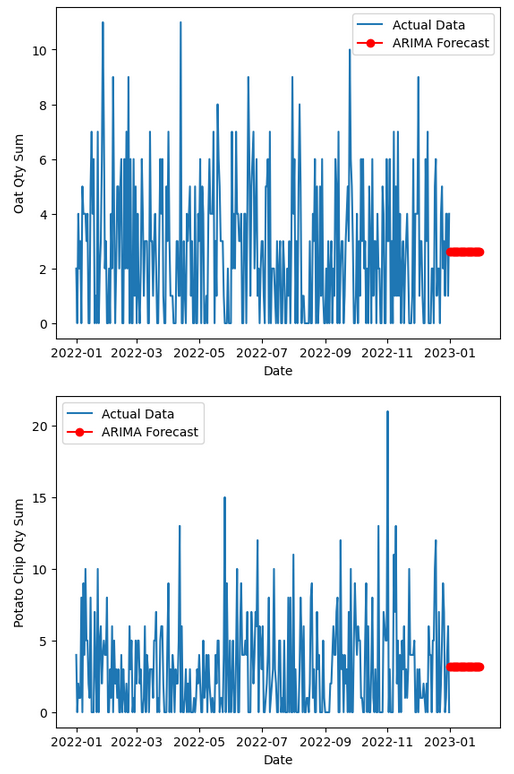 Actual Data
ARIMA Forecast
10
8
6
4
2
0
Oat Qty Sum
2022-01 2022-03 2022-05 2022-07 2022-09 2022-11 2023-01
Date
Actual Data
ARIMA Forecast
20
15
10
5
0
Potato Chip Qty Sum
2022-01 2022-03 2022-05 2022-07 2022-09 2022-11 2023-01
Date